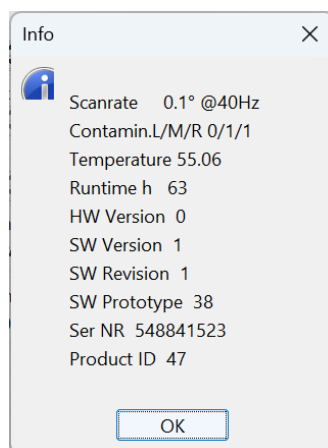 Info
Scanrate 0.1° @40Hz
Contamin.L/M/R 0/1/1
Temperature 55.06
Runtime h 63
HW Version 0
SW Version 1
SW Revision 1
SW Prototype 38
Ser NR 548841523
Product ID 47
OK